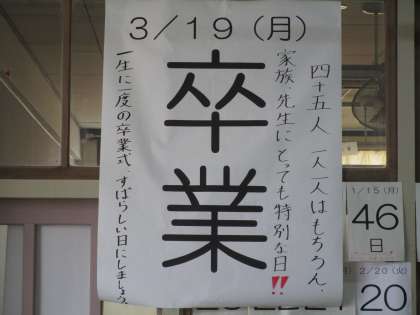 3／19（月）
卒業
四十五人 一人一人はもちろん、
家族、先生にとっても特別な日!!
一生に一度の卒業式、すばらしい日にしましょう。
1／15（月）
46
日
2／20（火）
20